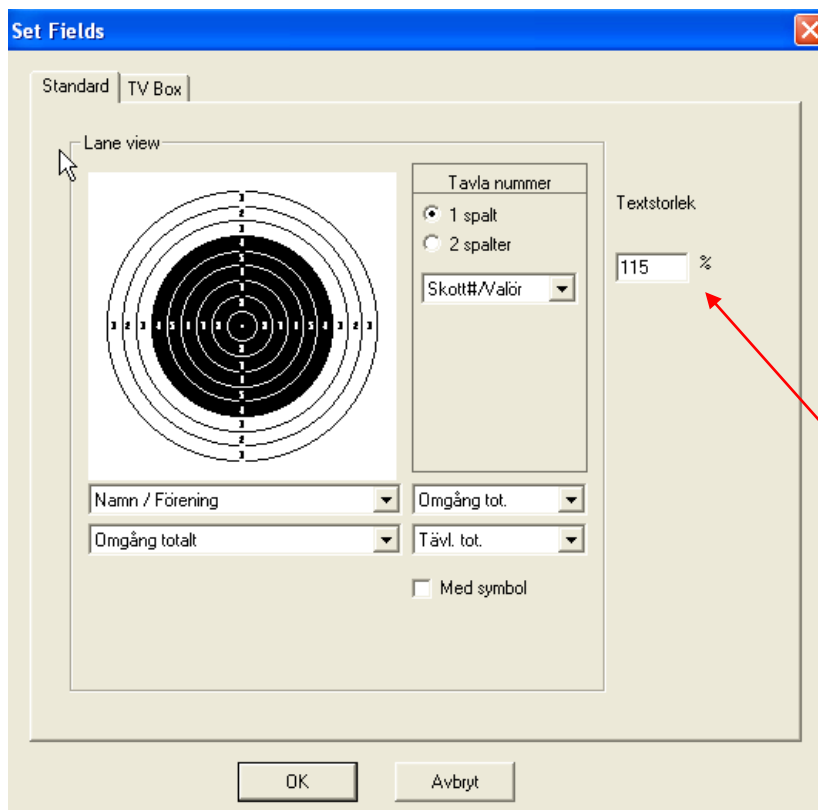 Set Fields
Standard
TV Box
Lane view
Tavla nummer
1 spalt
2 spalter
Skott#/Valör
Textstorlek
115 %
Namn / Förening
Omgång tot.
Omgång totalt
Tävl. tot.
Med symbol
OK
Avbryt